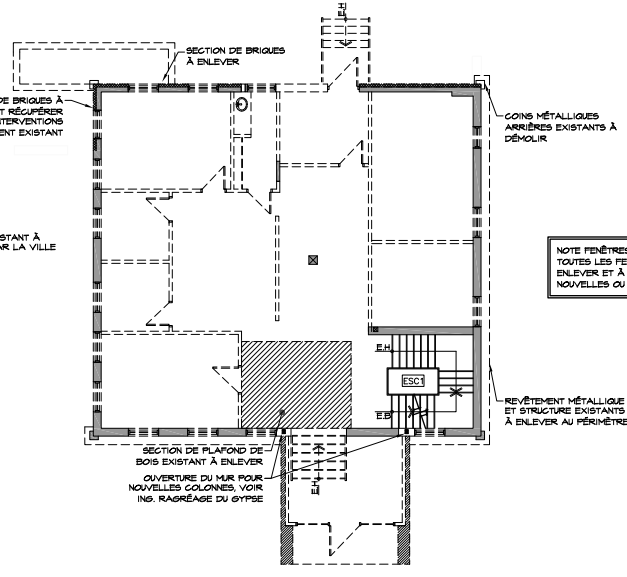 E.H
SECTION DE BRIQUES
À ENLEVER
DE BRIQUES À
T RÉCUPÉRER
NTERVENTIONS
ENT EXISTANT
COINS MÉTALLIQUES
ARRIÈRES EXISTANTS À
DÉMOLIR
STANT À
AR LA VILLE
NOTE FENÊTRES
TOUTES LES FE
ENLEVER ET À
NOUVELLES OU
E.H
ESC1
E.B
REVÊTEMENT MÉTALLIQUE
ET STRUCTURE EXISTANTS
À ENLEVER AU PÉRIMÈTRE
SECTION DE PLAFOND DE
BOIS EXISTANT À ENLEVER
OUVERTURE DU MUR POUR
NOUVELLES COLONNES, VOIR
ING. RAGRÉAGE DU GYPSE
E.H